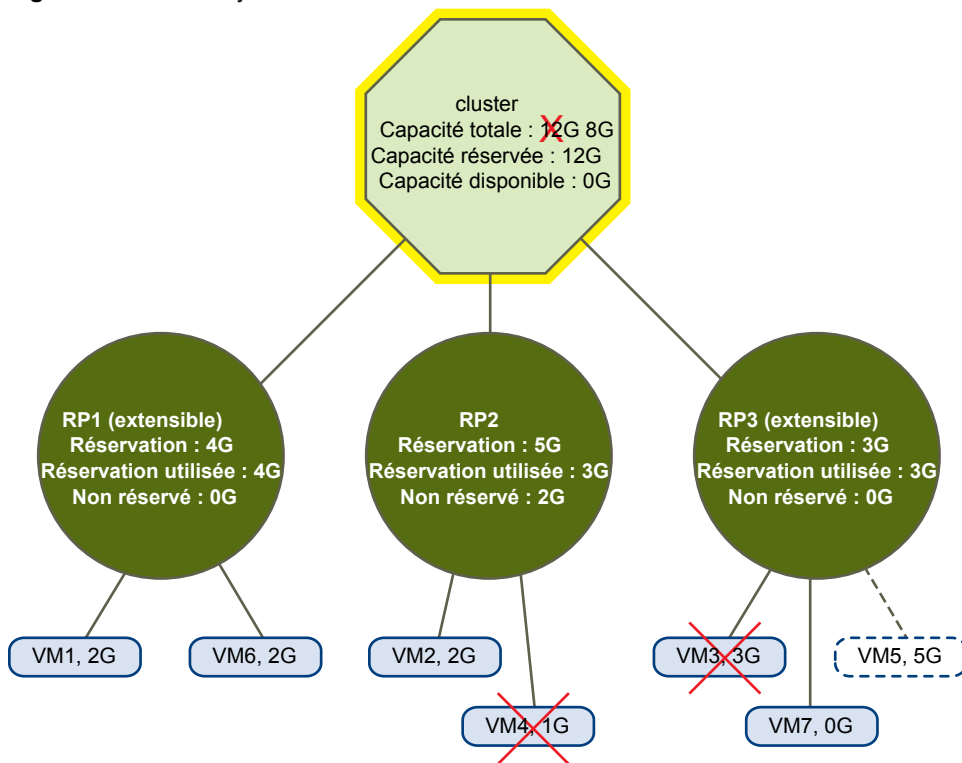 cluster
Capacité totale : 12G 8G
Capacité réservée : 12G
Capacité disponible : 0G
RP1 (extensible)
Réservation : 4G
Réservation utilisée : 4G
Non réservé : 0G
RP2
Réservation : 5G
Réservation utilisée : 3G
Non réservé : 2G
RP3 (extensible)
Réservation : 3G
Réservation utilisée : 3G
Non réservé : 0G
VM1, 2G
VM6, 2G
VM2, 2G
VM3, 3G
VM5, 5G
VM4, 1G
VM7, 0G